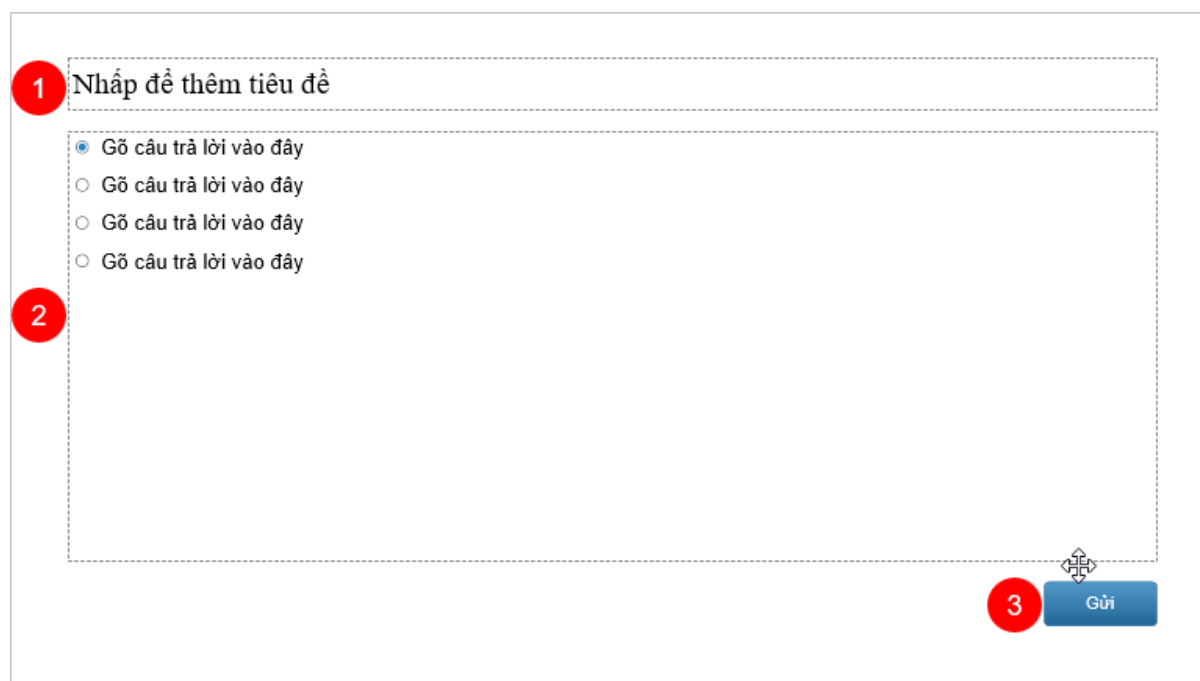 1
Nhấp để thêm tiêu đề
Gõ câu trả lời vào đây
Gõ câu trả lời vào đây
Gõ câu trả lời vào đây
Gõ câu trả lời vào đây
2
3
Gửi